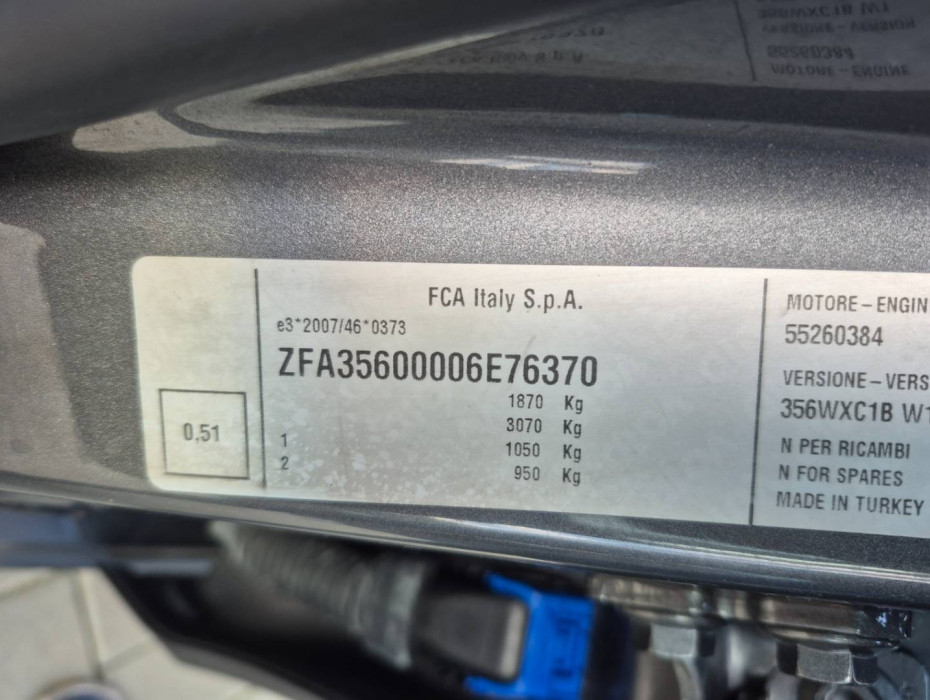 FCA Italy S.p.A.
e3*2007/46*0373
ZFA35600006E76370
1870 Kg
3070 Kg
1 1050 Kg
2 950 Kg
0,51
MOTORE – ENGIN
55260384
VERSIONE – VERS
356WXC1B W1
N PER RICAMBI
N FOR SPARES
MADE IN TURKEY